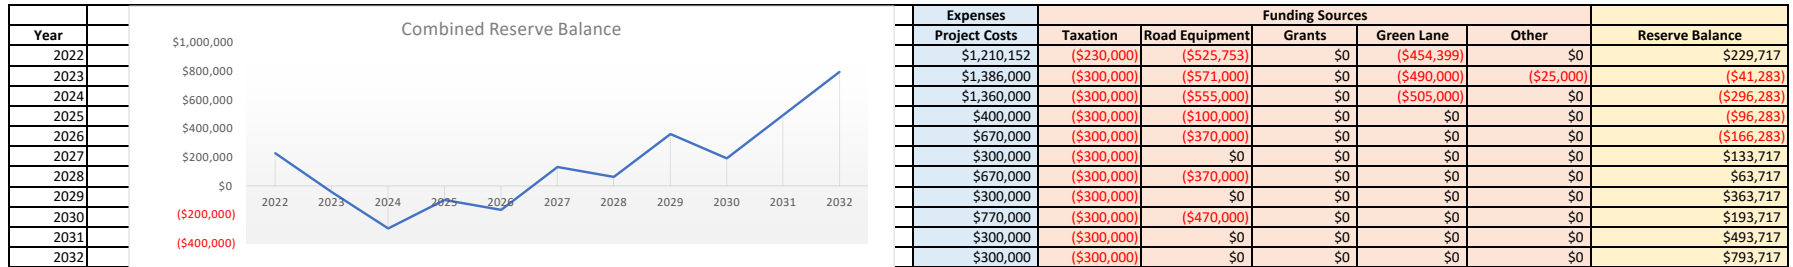 Expenses Funding Sources
Year Project Costs Taxation Road Equipment Grants Green Lane Other Reserve Balance
2022 $1,210,152 ($230,000) ($525,753) $0 ($454,399) $0 $229,717
2023 $1,386,000 ($300,000) ($571,000) $0 ($490,000) ($25,000) ($41,283)
2024 $1,360,000 ($300,000) ($555,000) $0 ($505,000) $0 ($296,283)
2025 $400,000 ($300,000) ($100,000) $0 $0 $0 ($96,283)
2026 $670,000 ($300,000) ($370,000) $0 $0 $0 ($166,283)
2027 $300,000 ($300,000) $0 $0 $0 $0 $133,717
2028 $670,000 ($300,000) ($370,000) $0 $0 $0 $63,717
2029 $300,000 ($300,000) $0 $0 $0 $0 $363,717
2030 $770,000 ($300,000) ($470,000) $0 $0 $0 $193,717
2031 $300,000 ($300,000) $0 $0 $0 $0 $493,717
2032 $300,000 ($300,000) $0 $0 $0 $0 $793,717
Combined Reserve Balance
$1,000,000
$800,000
$600,000
$400,000
$200,000
$0
($200,000)
($400,000)
2022 2023 2024 2025 2026 2027 2028 2029 2030 2031 2032